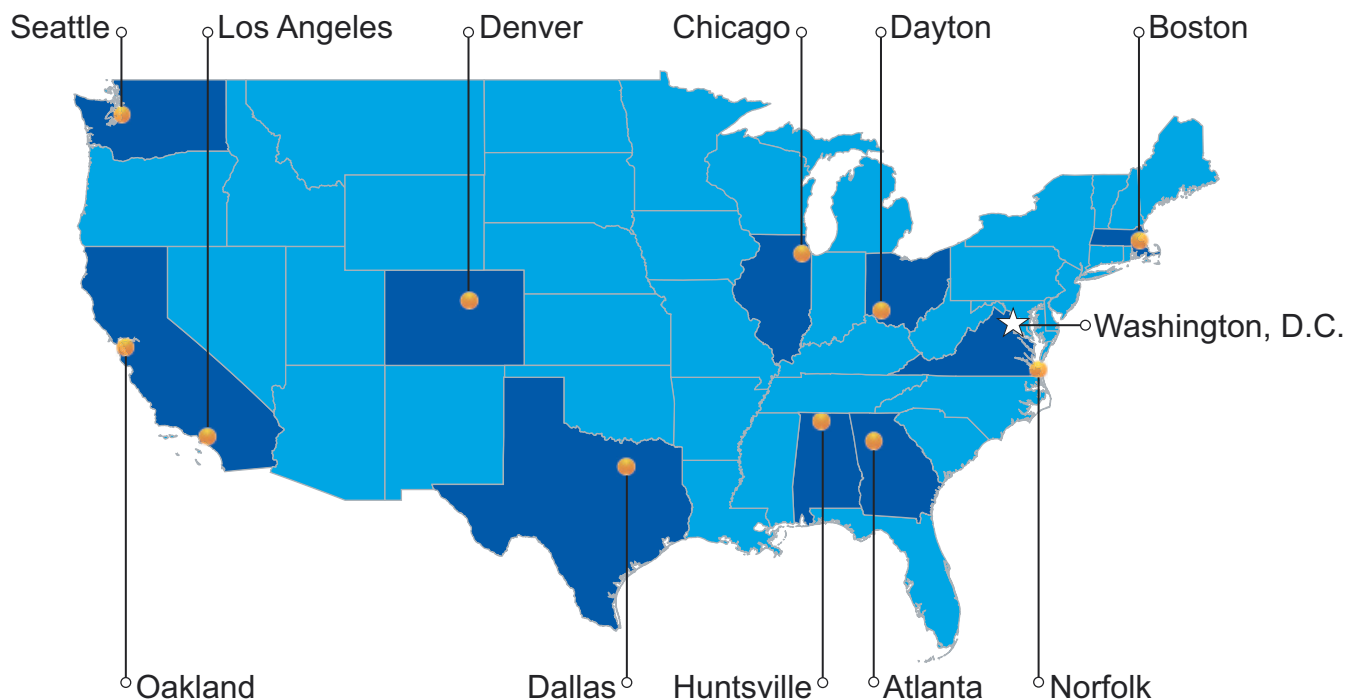 Seattle
Los Angeles
Denver
Chicago
Dayton
Boston
Washington, D.C.
Oakland
Dallas
Huntsville
Atlanta
Norfolk